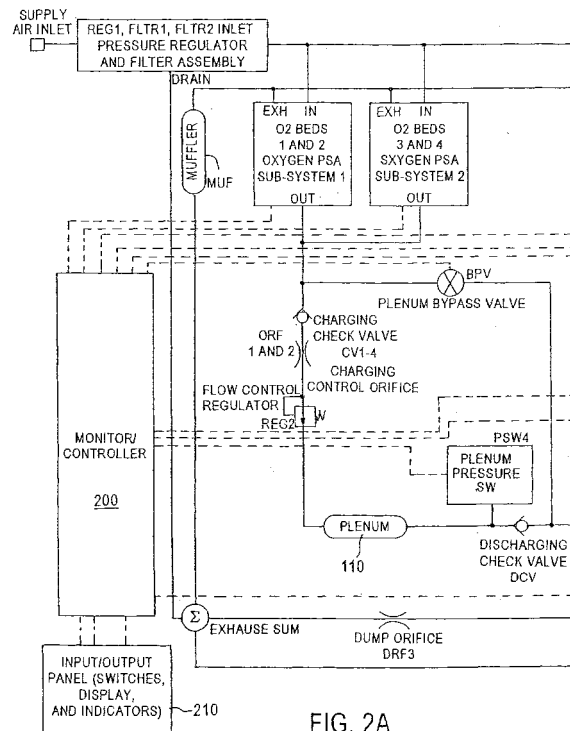 SUPPLY
AIR INLET
REG1, FLTR1, FLTR2 INLET
PRESSURE REGULATOR
AND FILTER ASSEMBLY
DRAIN
MUFFLER
MUF
EXH IN
O2 BEDS
1 AND 2
OXYGEN PSA
SUB-SYSTEM 1
OUT
EXH IN
O2 BEDS
3 AND 4
SXYGEN PSA
SUB-SYSTEM 2
OUT
BPV
PLENUM BYPASS VALVE
CHARGING
CHECK VALVE
CV1-4
ORF
1 AND 2
CHARGING
CONTROL ORIFICE
FLOW CONTROL
REGULATOR
REG2
W
MONITOR/
CONTROLLER
200
PSW4
PLENUM
PRESSURE
SW
PLENUM
110
DISCHARGING
CHECK VALVE
DCV
Σ
EXHAUSE SUM
DUMP ORIFICE
DRF3
INPUT/OUTPUT
PANEL (SWITCHES,
DISPLAY,
AND INDICATORS)
210
FIG. 2A